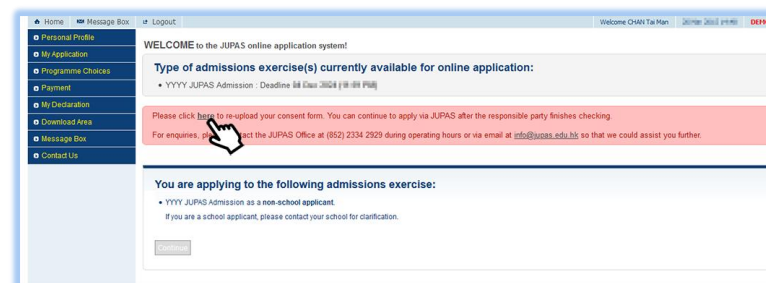 Home Message Box Logout Welcome CHAN Tai Man DEM
Personal Profile
My Application
Programme Choices
Payment
My Declaration
Download Area
Message Box
Contact Us
WELCOME to the JUPAS online application system!
Type of admissions exercise(s) currently available for online application:
• YYYY JUPAS Admission : Deadline
Please click here to re-upload your consent form. You can continue to apply via JUPAS after the responsible party finishes checking.
For enquiries, tact the JUPAS Office at (852) 2334 2929 during operating hours or via email at info@jupas.edu.hk so that we could assist you further.
You are applying to the following admissions exercise:
• YYYY JUPAS Admission as a non-school applicant.
If you are a school applicant, please contact your school for clarification.
Continue